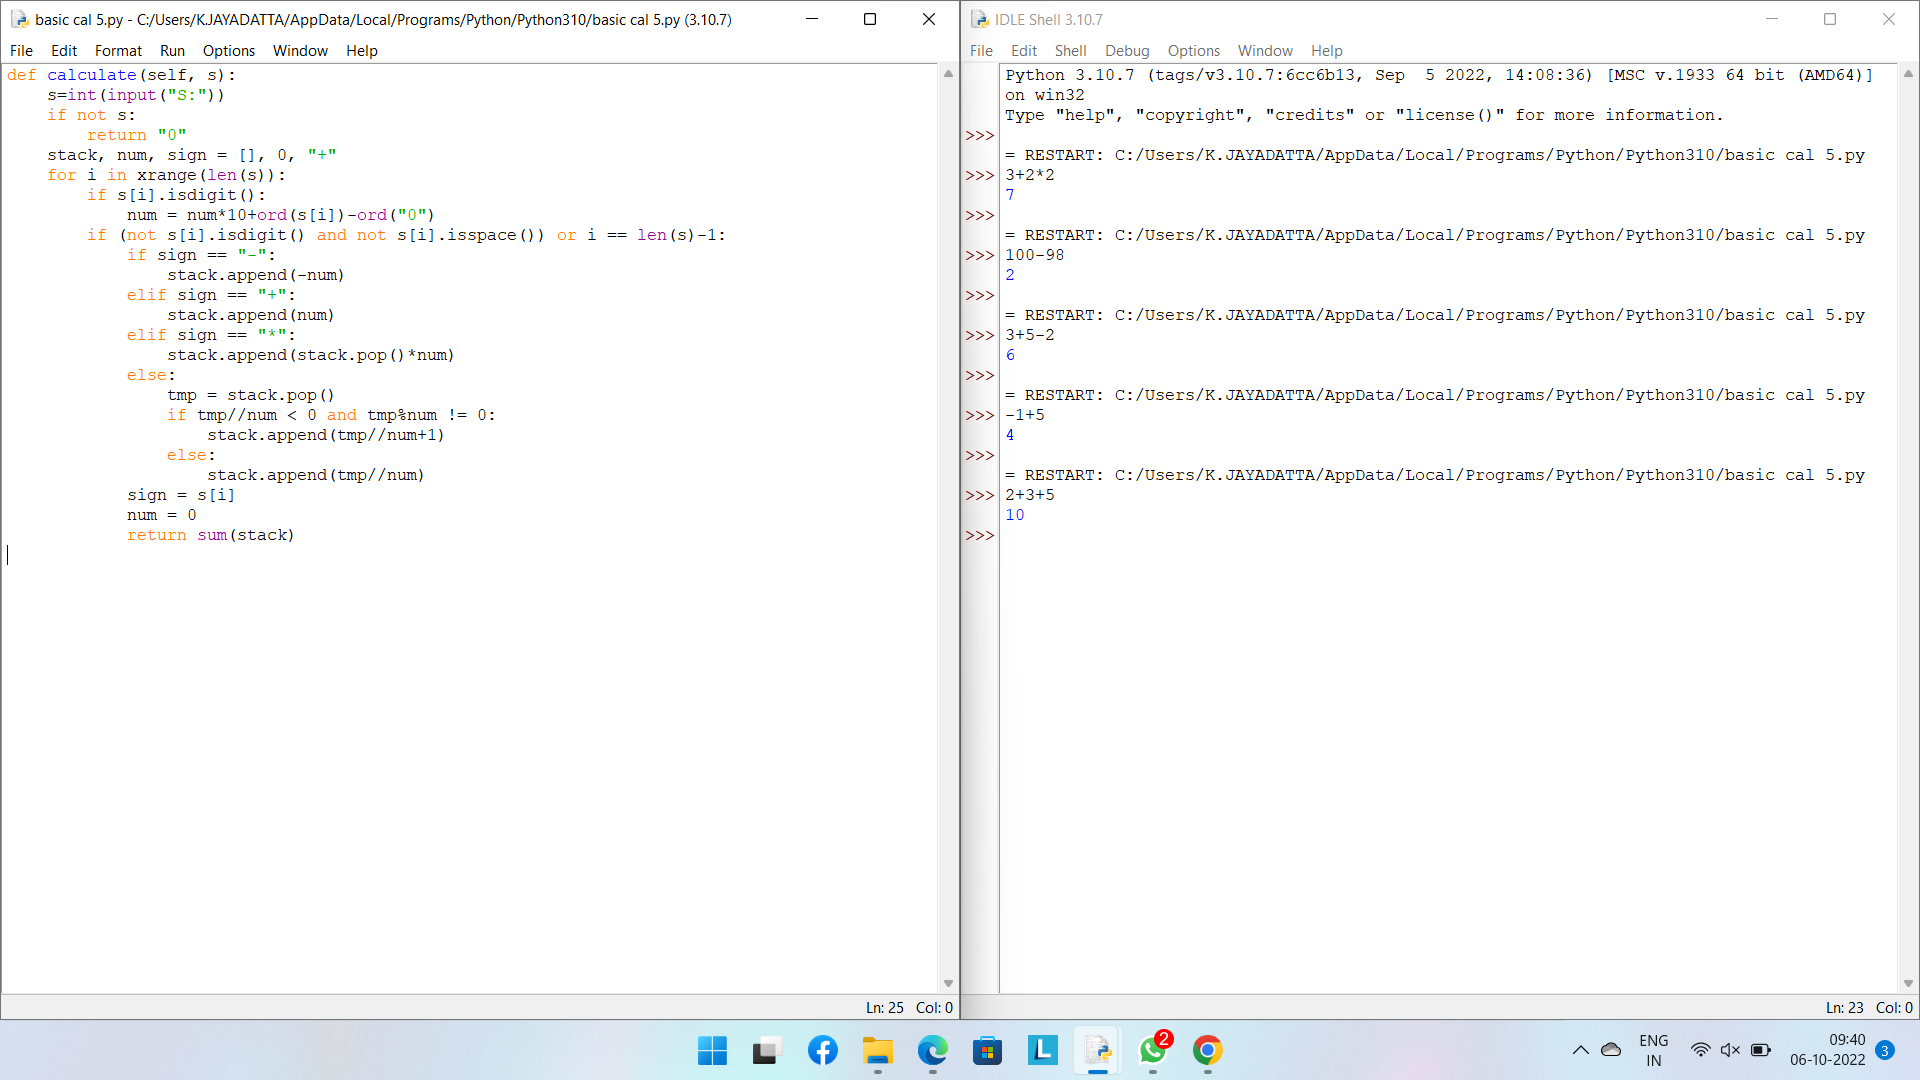 basic cal 5.py - C:/Users/K.JAYADATTA/AppData/Local/Programs/Python/Python310/basic cal 5.py (3.10.7)
File Edit Format Run Options Window Help
def calculate(self, s):
    s=int(input("S:"))
    if not s:
        return "0"
    stack, num, sign = [], 0, "+"
    for i in xrange(len(s)):
        if s[i].isdigit():
            num = num*10+ord(s[i])-ord("0")
        if (not s[i].isdigit() and not s[i].isspace()) or i == len(s)-1:
            if sign == "-":
                stack.append(-num)
            elif sign == "+":
                stack.append(num)
            elif sign == "*":
                stack.append(stack.pop()*num)
            else:
                tmp = stack.pop()
                if tmp//num < 0 and tmp%num != 0:
                    stack.append(tmp//num+1)
                else:
                    stack.append(tmp//num)
            sign = s[i]
            num = 0
            return sum(stack)
Ln: 25 Col: 0
IDLE Shell 3.10.7
File Edit Shell Debug Options Window Help
Python 3.10.7 (tags/v3.10.7:6cc6b13, Sep  5 2022, 14:08:36) [MSC v.1933 64 bit (AMD64)]
on win32
Type "help", "copyright", "credits" or "license()" for more information.
>>>
= RESTART: C:/Users/K.JAYADATTA/AppData/Local/Programs/Python/Python310/basic cal 5.py
>>> 3+2*2
7
>>>
= RESTART: C:/Users/K.JAYADATTA/AppData/Local/Programs/Python/Python310/basic cal 5.py
>>> 100-98
2
>>>
= RESTART: C:/Users/K.JAYADATTA/AppData/Local/Programs/Python/Python310/basic cal 5.py
>>> 3+5-2
6
>>>
= RESTART: C:/Users/K.JAYADATTA/AppData/Local/Programs/Python/Python310/basic cal 5.py
>>> -1+5
4
>>>
= RESTART: C:/Users/K.JAYADATTA/AppData/Local/Programs/Python/Python310/basic cal 5.py
>>> 2+3+5
10
>>>
Ln: 23 Col: 0
L
2
ENG
IN
09:40
06-10-2022
3